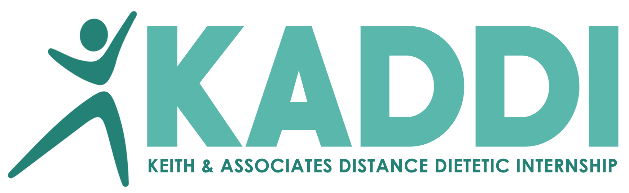 KADDI
KEITH & ASSOCIATES DISTANCE DIETETIC INTERNSHIP